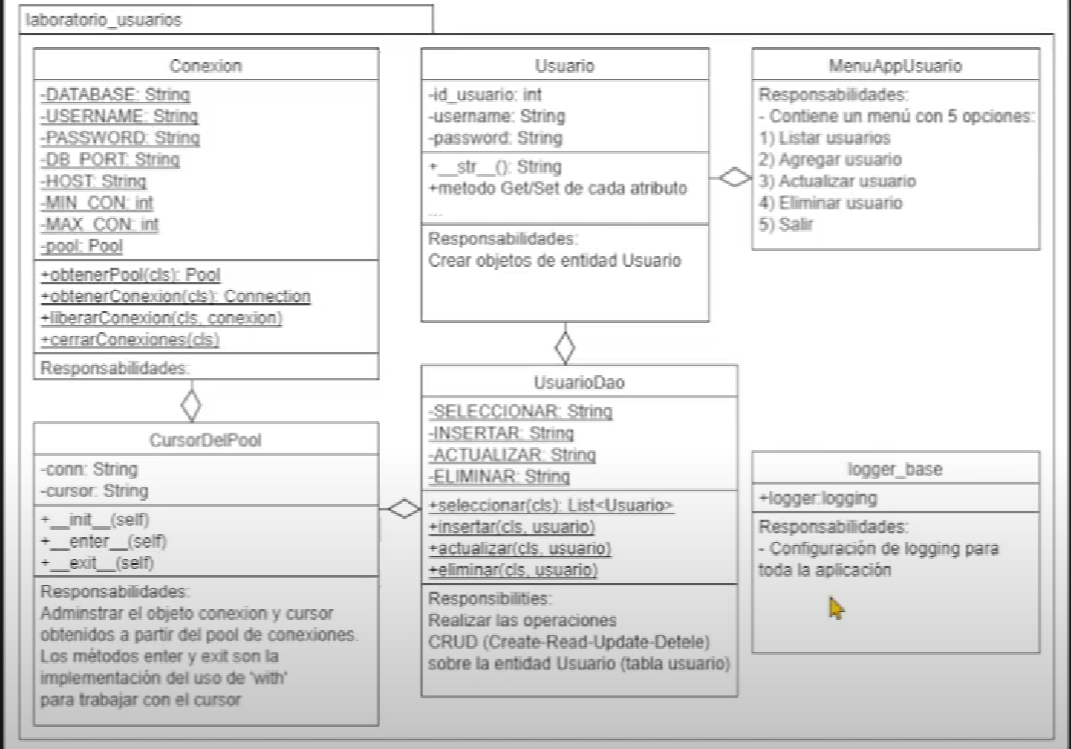 laboratorio_usuarios
Conexion
-DATABASE: String
-USERNAME: String
-PASSWORD: String
-DB_PORT: String
-HOST: String
-MIN_CON: int
-MAX_CON: int
-pool: Pool
+obtenerPool(cls): Pool
+obtenerConexion(cls): Connection
+liberarConexion(cls, conexion)
+cerrarConexiones(cls)
Responsabilidades:
Usuario
-id_usuario: int
-username: String
-password: String
+__str__(): String
+metodo Get/Set de cada atributo
...
Responsabilidades:
Crear objetos de entidad Usuario
MenuAppUsuario
Responsabilidades:
- Contiene un menú con 5 opciones:
1) Listar usuarios
2) Agregar usuario
3) Actualizar usuario
4) Eliminar usuario
5) Salir
CursorDelPool
-conn: String
-cursor: String
+__init__(self)
+__enter__(self)
+__exit__(self)
Responsabilidades:
Adminstrar el objeto conexion y cursor
obtenidos a partir del pool de conexiones.
Los métodos enter y exit son la
implementación del uso de 'with'
para trabajar con el cursor
UsuarioDao
-SELECCIONAR: String
-INSERTAR: String
-ACTUALIZAR: String
-ELIMINAR: String
+seleccionar(cls): List<Usuario>
+insertar(cls, usuario)
+actualizar(cls, usuario)
+eliminar(cls, usuario)
Responsibilities:
Realizar las operaciones
CRUD (Create-Read-Update-Detele)
sobre la entidad Usuario (tabla usuario)
logger_base
+logger:logging
Responsabilidades:
- Configuración de logging para
toda la aplicación